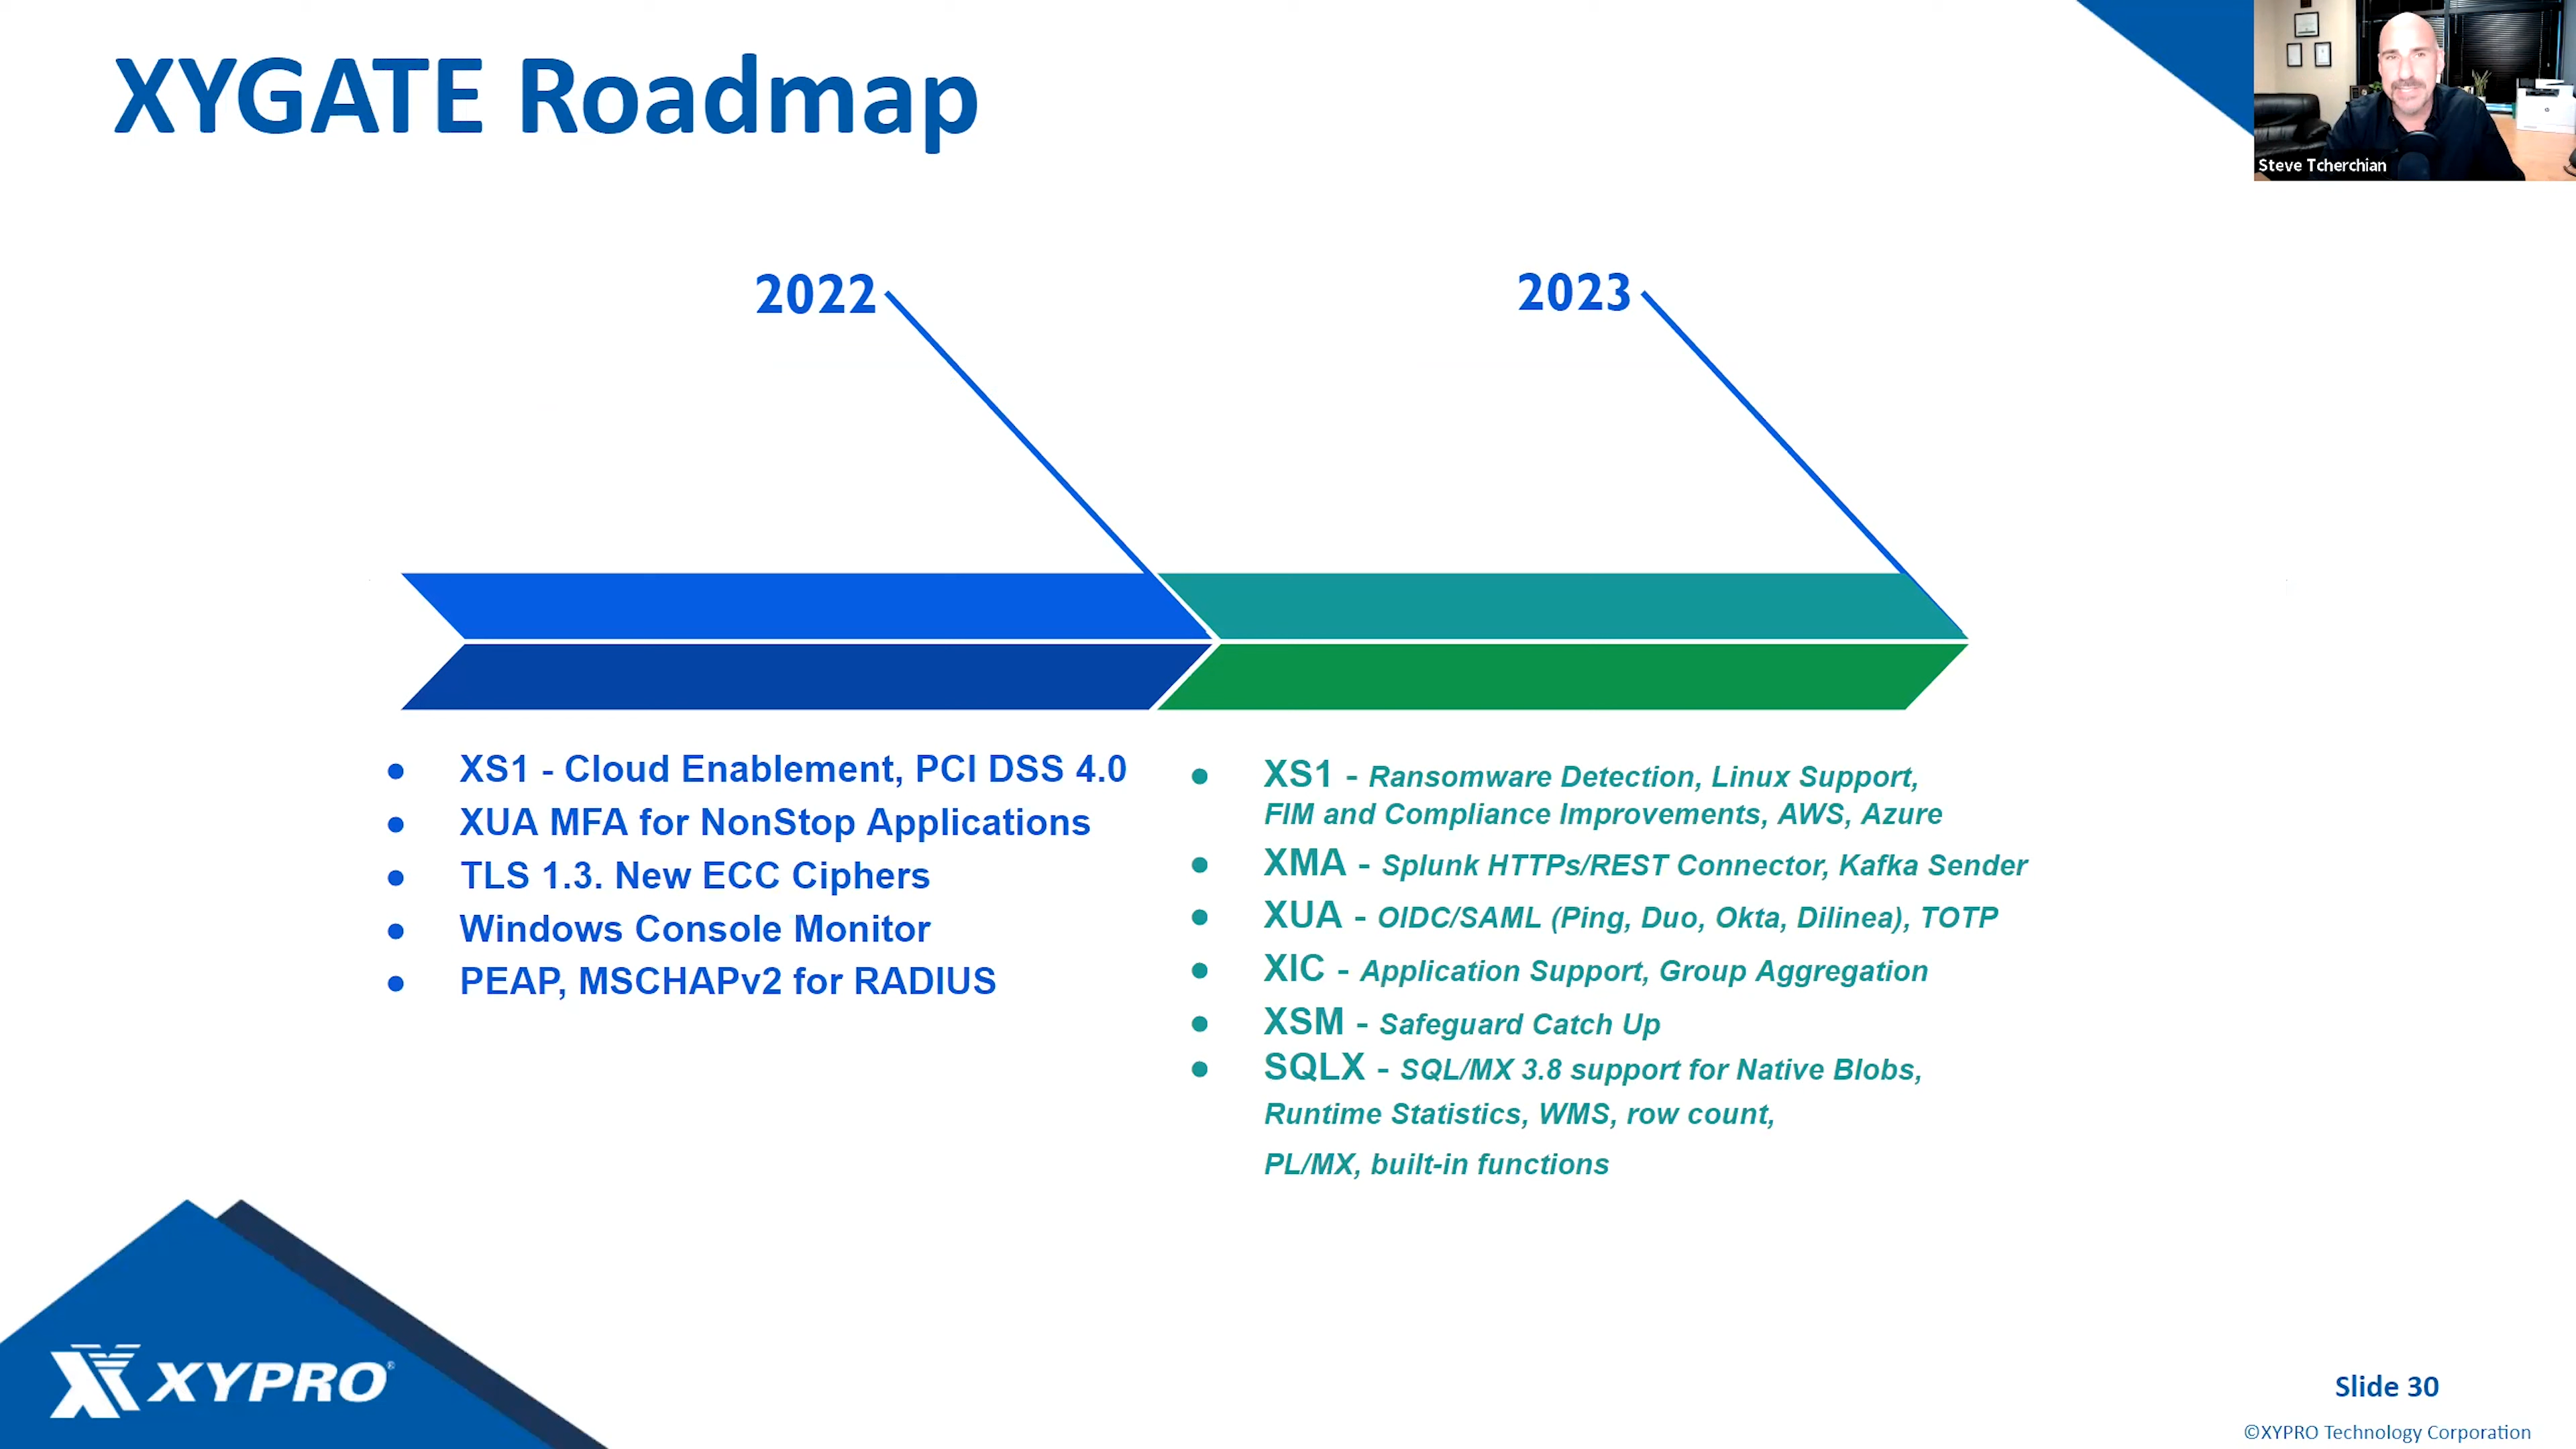 XYGATE Roadmap
Steve Tcherchian
2022
2023
● XS1 - Cloud Enablement, PCI DSS 4.0
● XUA MFA for NonStop Applications
● TLS 1.3. New ECC Ciphers
● Windows Console Monitor
● PEAP, MSCHAPv2 for RADIUS
● XS1 - Ransomware Detection, Linux Support,
FIM and Compliance Improvements, AWS, Azure
● XMA - Splunk HTTPs/REST Connector, Kafka Sender
● XUA - OIDC/SAML (Ping, Duo, Okta, Dilinea), TOTP
● XIC - Application Support, Group Aggregation
● XSM - Safeguard Catch Up
● SQLX - SQL/MX 3.8 support for Native Blobs,
Runtime Statistics, WMS, row count,
PL/MX, built-in functions
XYPRO®
Slide 30
©XYPRO Technology Corporation